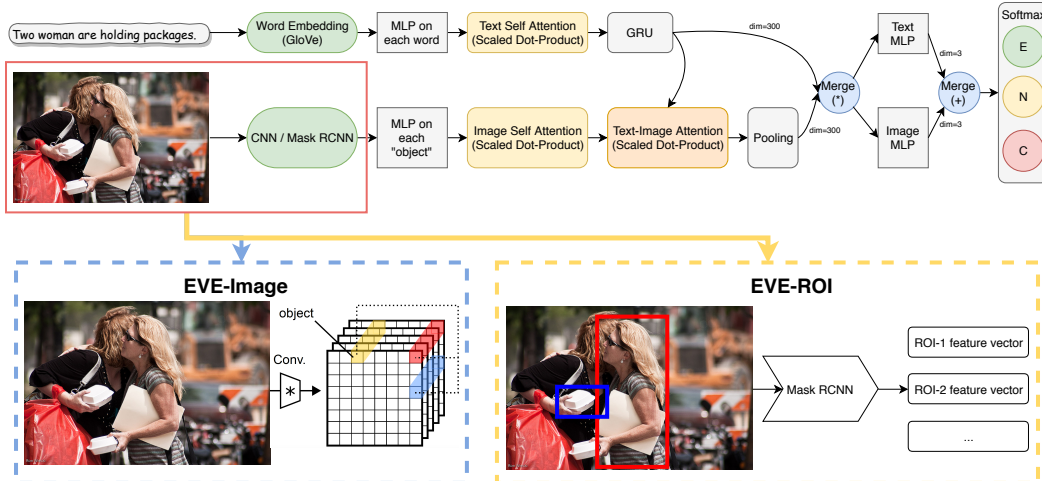 Two woman are holding packages.
Word Embedding
(GloVe)
MLP on
each word
Text Self Attention
(Scaled Dot-Product)
GRU
dim=300
Text
MLP
dim=3
Softmax
E
N
C
CNN / Mask RCNN
MLP on
each
"object"
Image Self Attention
(Scaled Dot-Product)
Text-Image Attention
(Scaled Dot-Product)
Pooling
dim=300
Merge
(*)
Image
MLP
dim=3
Merge
(+)
EVE-Image
object
Conv.
*
EVE-ROI
Mask RCNN
ROI-1 feature vector
ROI-2 feature vector
...